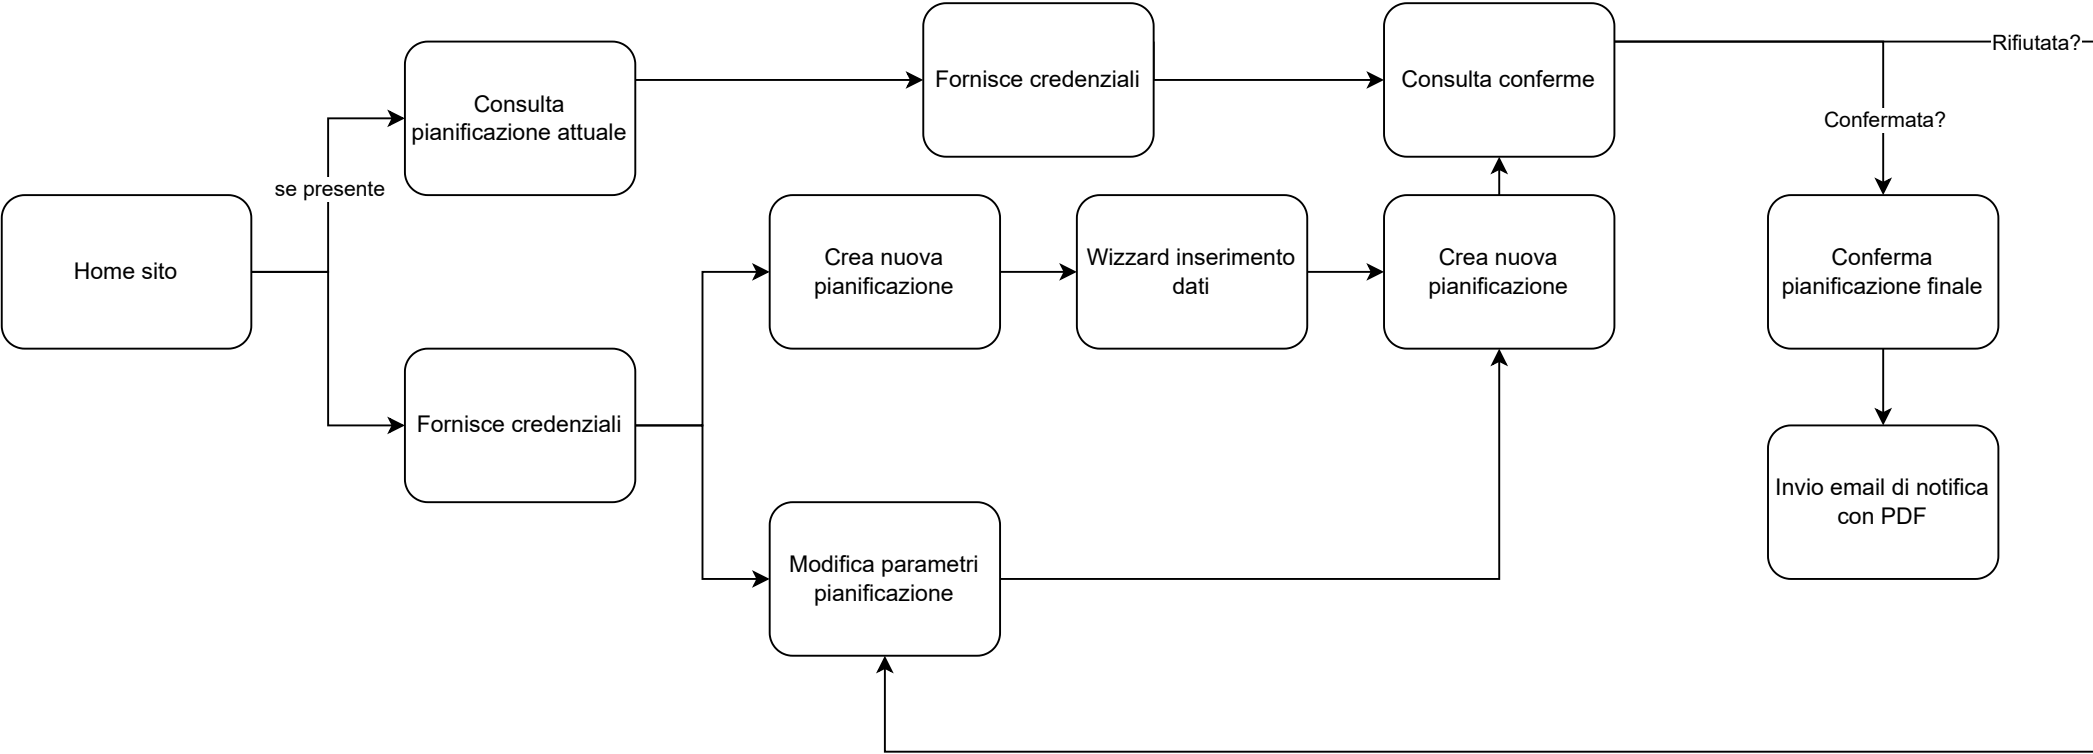 Fornisce credenziali
Consulta conferme
Rifiutata?
Consulta
pianificazione attuale
Confermata?
se presente
Home sito
Crea nuova
pianificazione
Wizzard inserimento
dati
Crea nuova
pianificazione
Conferma
pianificazione finale
Fornisce credenziali
Invio email di notifica
con PDF
Modifica parametri
pianificazione